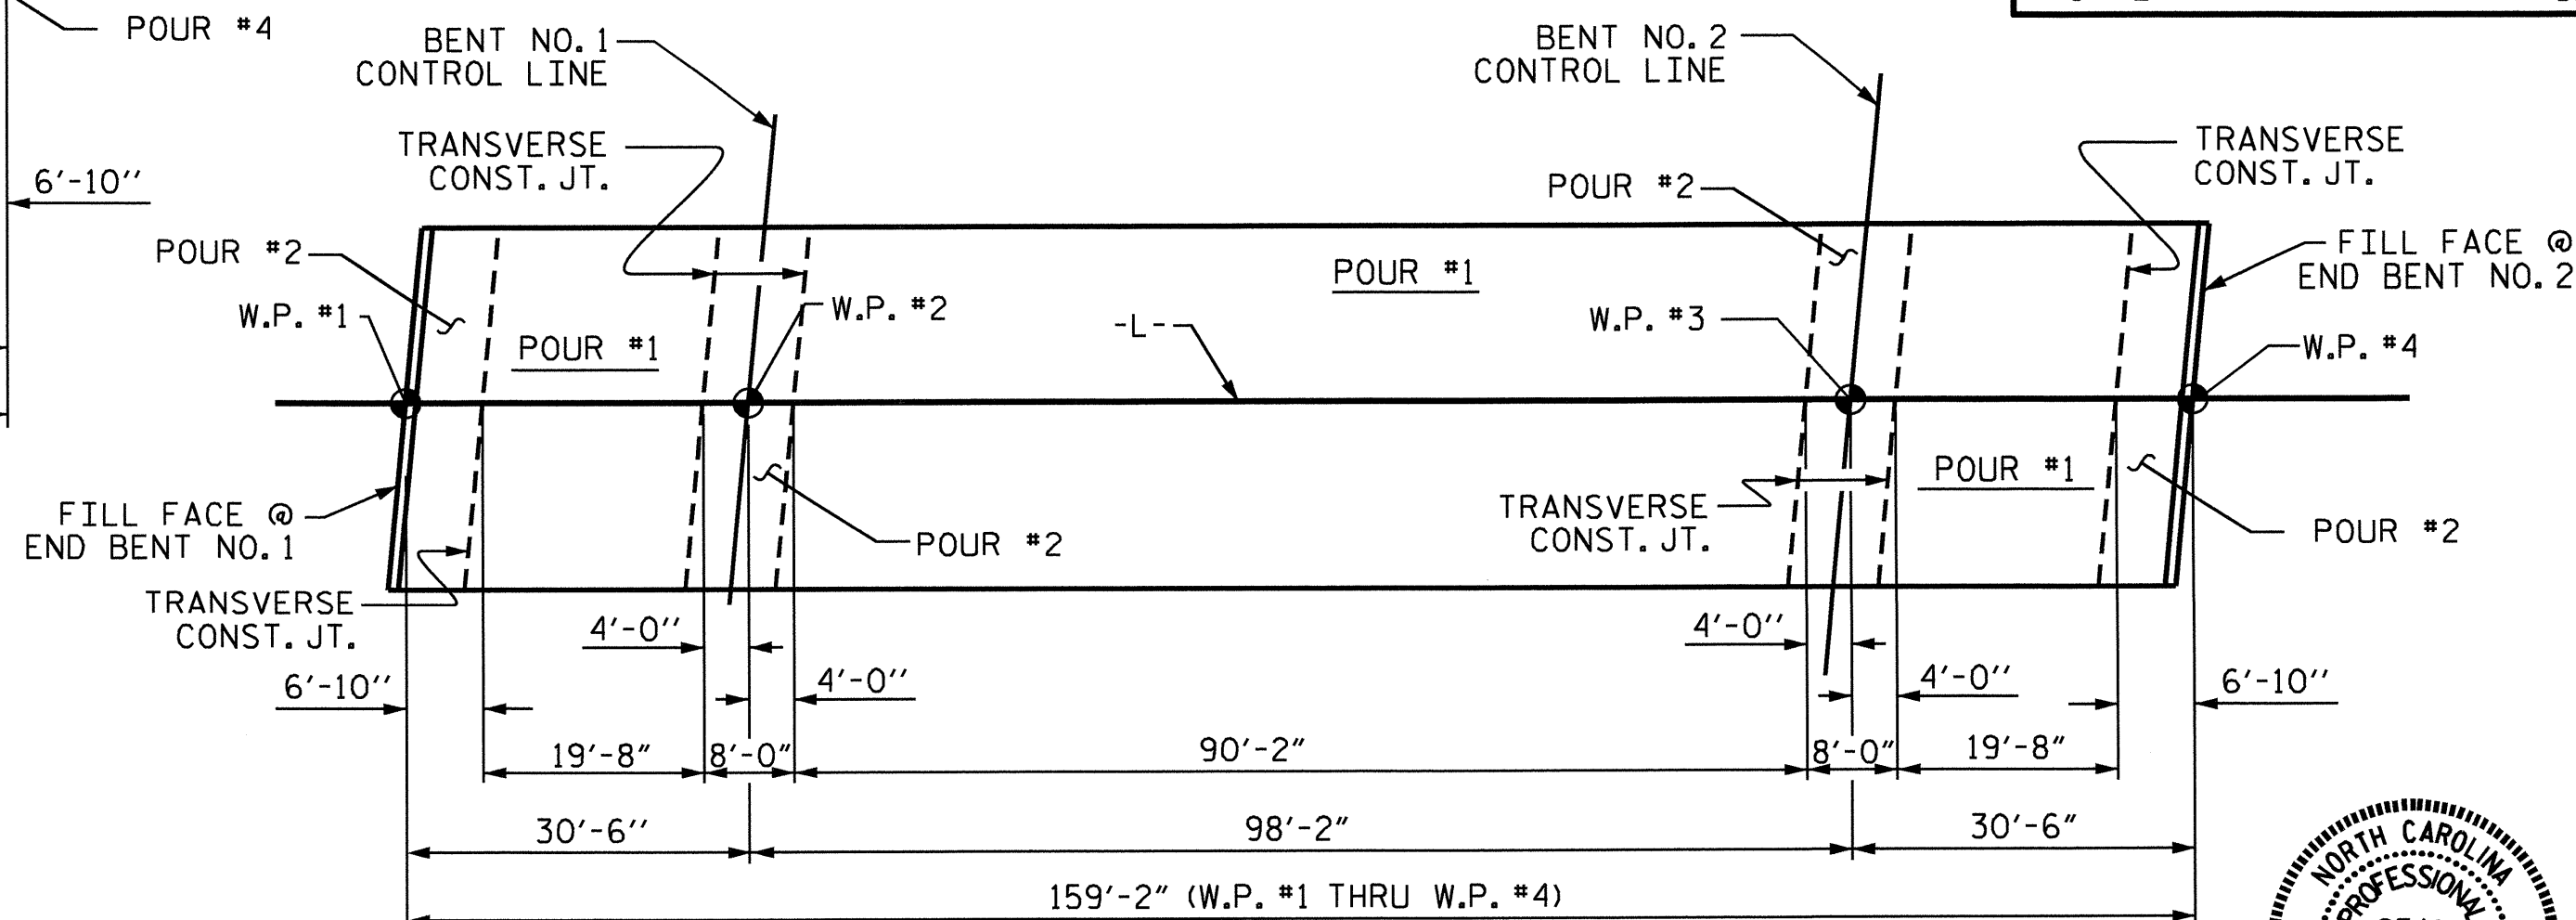 POUR #4
BENT NO. 1
CONTROL LINE
BENT NO. 2
CONTROL LINE
TRANSVERSE
CONST. JT.
TRANSVERSE
CONST. JT.
6'-10''
POUR #2
POUR #2
FILL FACE @
END BENT NO. 2
POUR #1
W.P. #1
W.P. #2
-L-
W.P. #3
W.P. #4
POUR #1
POUR #1
FILL FACE @
END BENT NO. 1
TRANSVERSE
CONST. JT.
POUR #2
POUR #2
TRANSVERSE
CONST. JT.
4'-0''
4'-0''
6'-10''
4'-0''
4'-0''
6'-10''
19'-8" 8'-0" 90'-2" 8'-0" 19'-8"
30'-6'' 98'-2" 30'-6"
159'-2" (W.P. #1 THRU W.P. #4)
NORTH CAROLINA
PROFESSIONAL